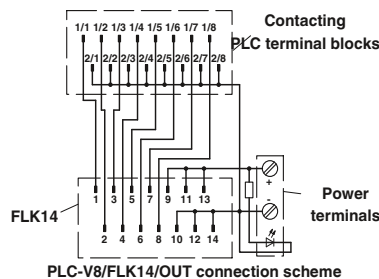 Contacting
PLC terminal blocks
1/1 1/2 1/3 1/4 1/5 1/6 1/7 1/8
2/1 2/2 2/3 2/4 2/5 2/6 2/7 2/8
1 3 5 7 9 11 13
+
FLK14
Power
terminals
-
2 4 6 8 10 12 14
PLC-V8/FLK14/OUT connection scheme